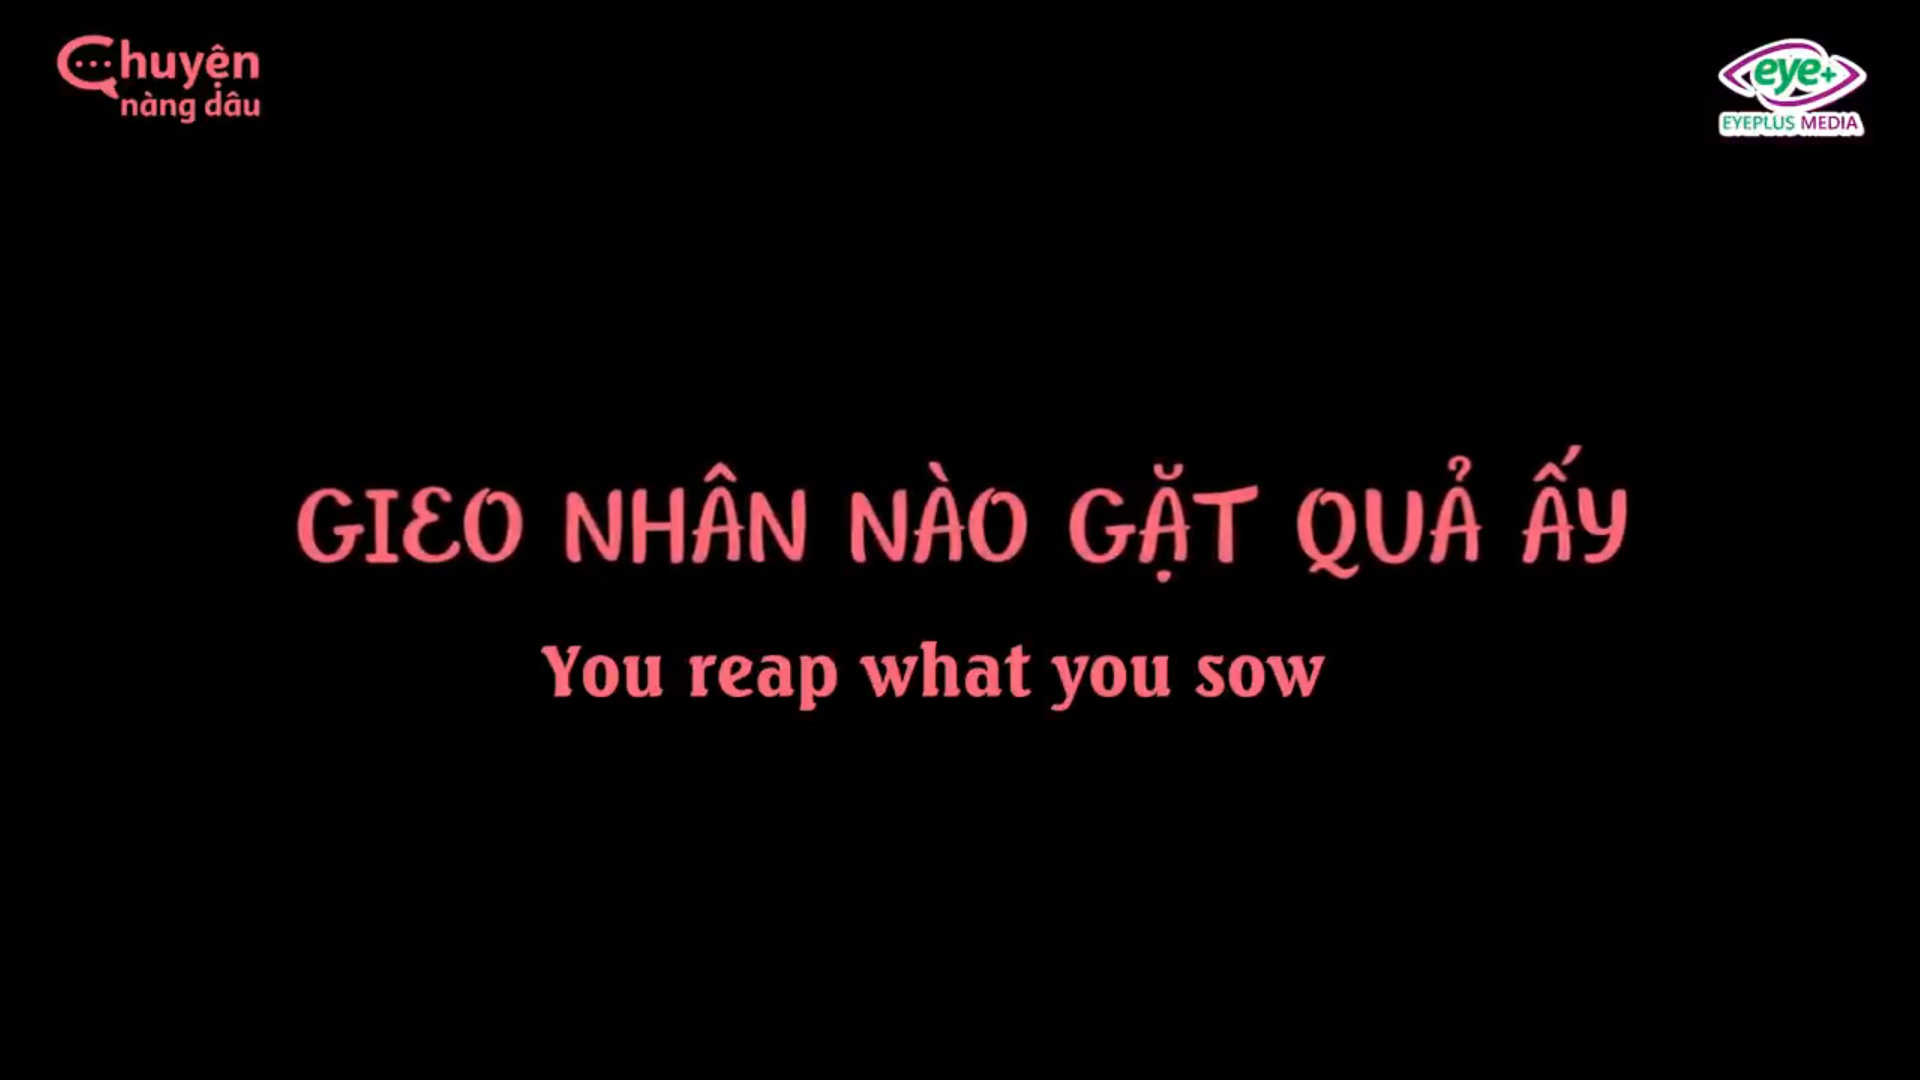 Chuyện
nàng dâu
eye+
EYEPLUS MEDIA
GIEO NHÂN NÀO GẶT QUẢ ẤY
You reap what you sow